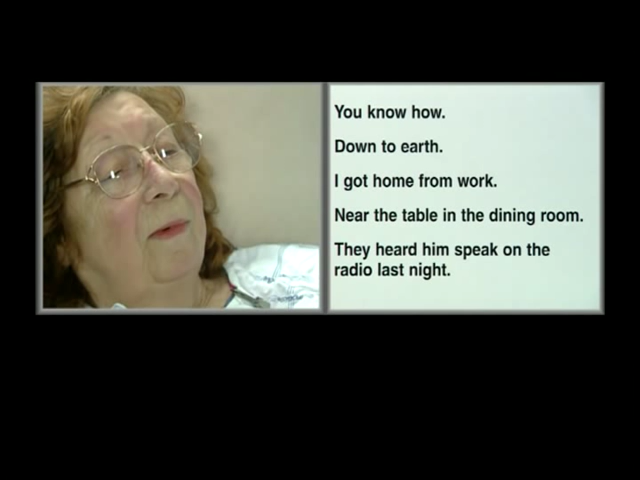 You know how.
Down to earth.
I got home from work.
Near the table in the dining room.
They heard him speak on the
radio last night.